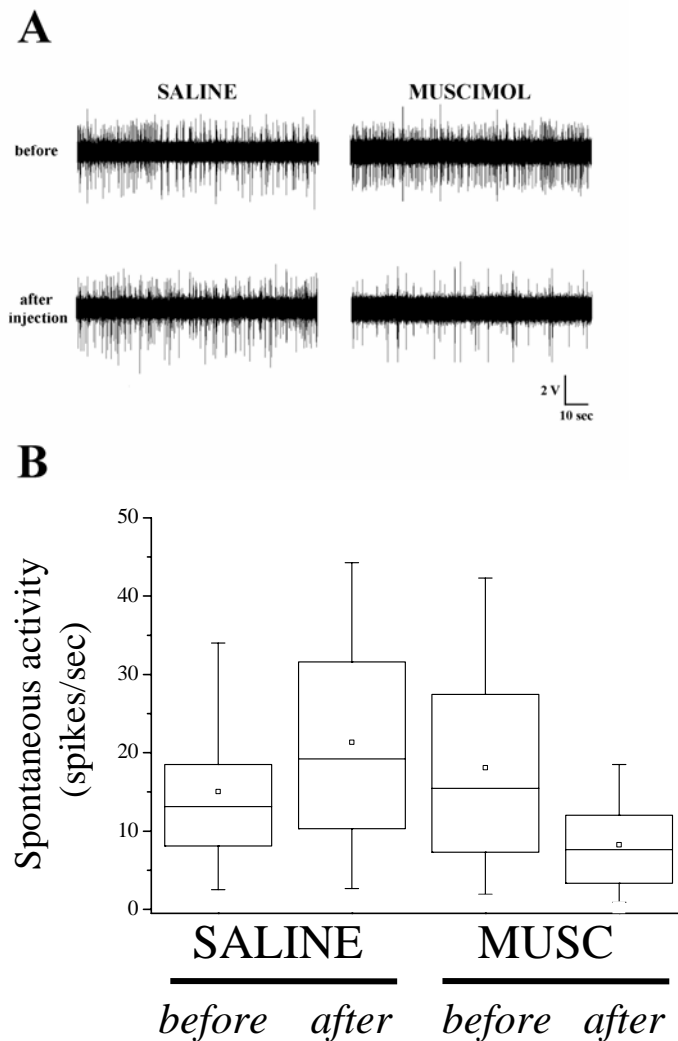 A
SALINE MUSCIMOL
before
after
injection
2 V
10 sec
B
Spontaneous activity
(spikes/sec)
50
40
30
20
10
0
SALINE MUSC
before after before after